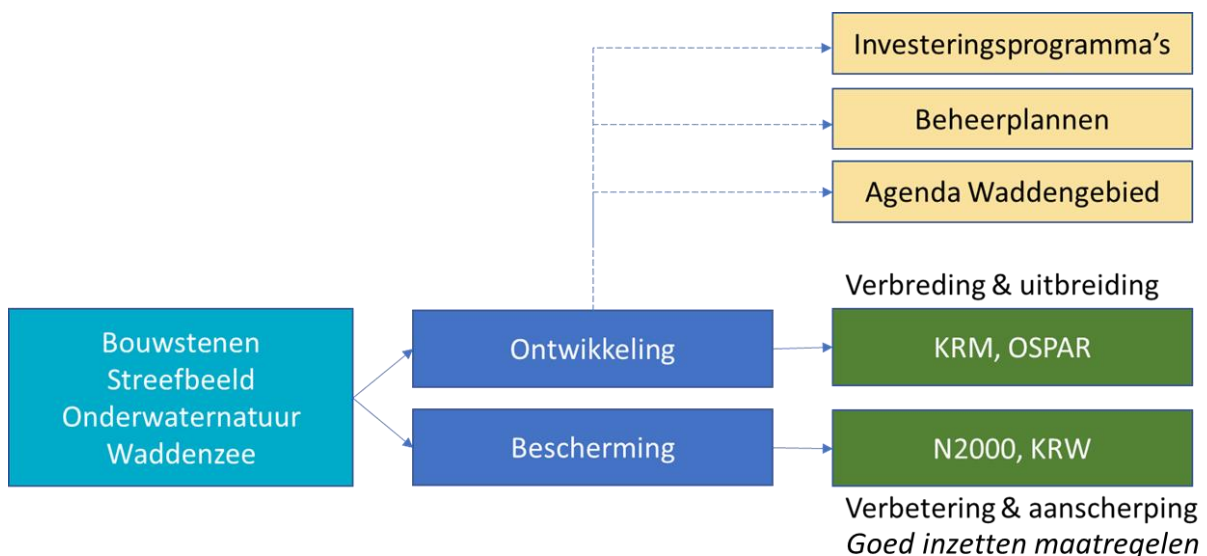 Investeringsprogramma's
Beheerplannen
Agenda Waddengebied
Verbreding & uitbreiding
Bouwstenen
Streefbeeld
Onderwaternatuur
Waddenzee
Ontwikkeling
KRM, OSPAR
Bescherming
N2000, KRW
Verbetering & aanscherping
Goed inzetten maatregelen